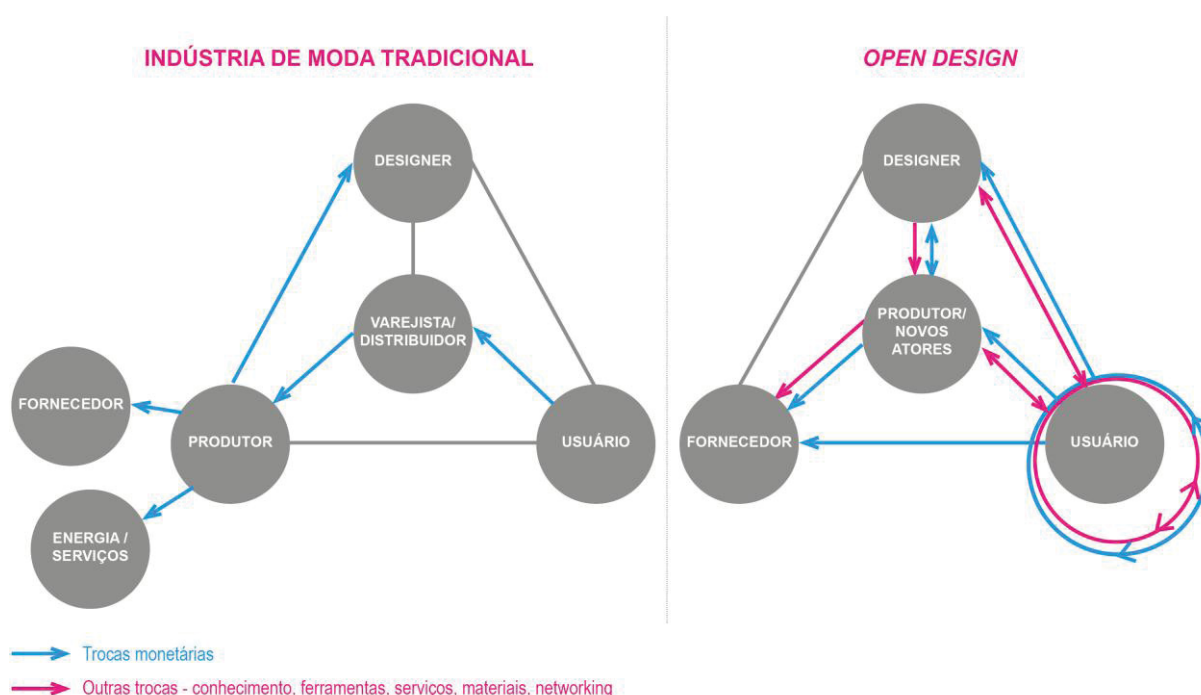 INDÚSTRIA DE MODA TRADICIONAL
DESIGNER
VAREJISTA/
DISTRIBUIDOR
FORNECEDOR
PRODUTOR
USUÁRIO
ENERGIA /
SERVIÇOS
OPEN DESIGN
DESIGNER
PRODUTOR/
NOVOS
ATORES
FORNECEDOR
USUÁRIO
Trocas monetárias
Outras trocas - conhecimento, ferramentas, serviços, materiais, networking